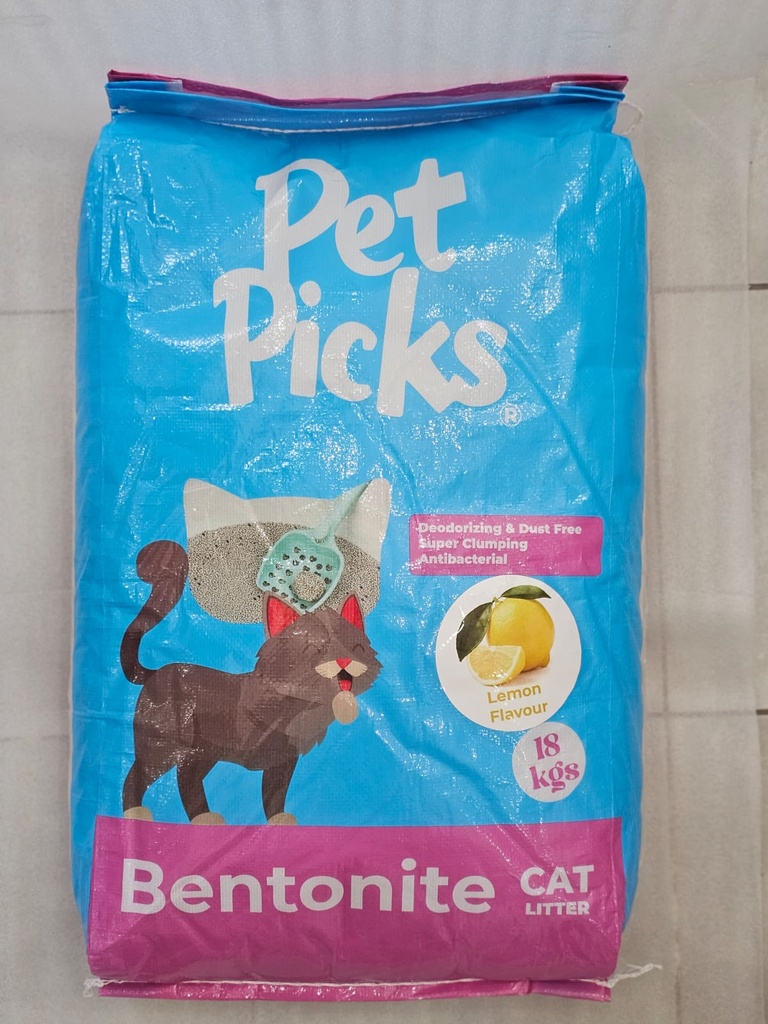 Pet
Picks
®
Deodorizing & Dust Free
Super Clumping
Antibacterial
Lemon
Flavour
18
kgs
Bentonite CAT
LITTER